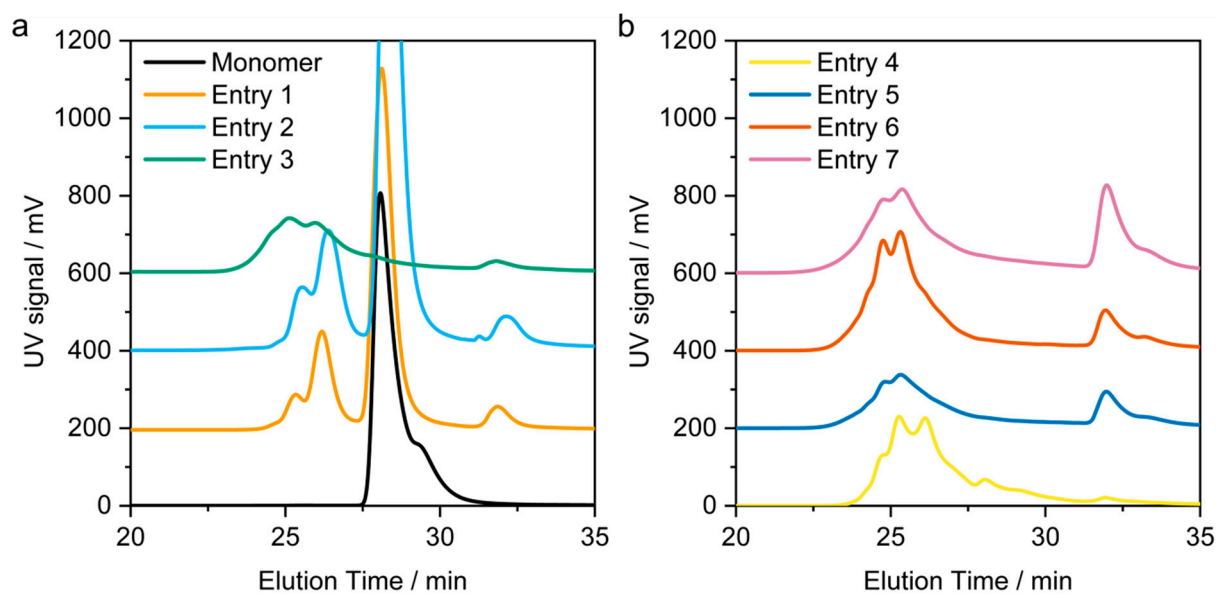 a
1200
1000
800
600
400
200
0
UV signal / mV
Monomer
Entry 1
Entry 2
Entry 3
20
25
30
35
Elution Time / min
b
1200
1000
800
600
400
200
0
UV signal / mV
Entry 4
Entry 5
Entry 6
Entry 7
20
25
30
35
Elution Time / min